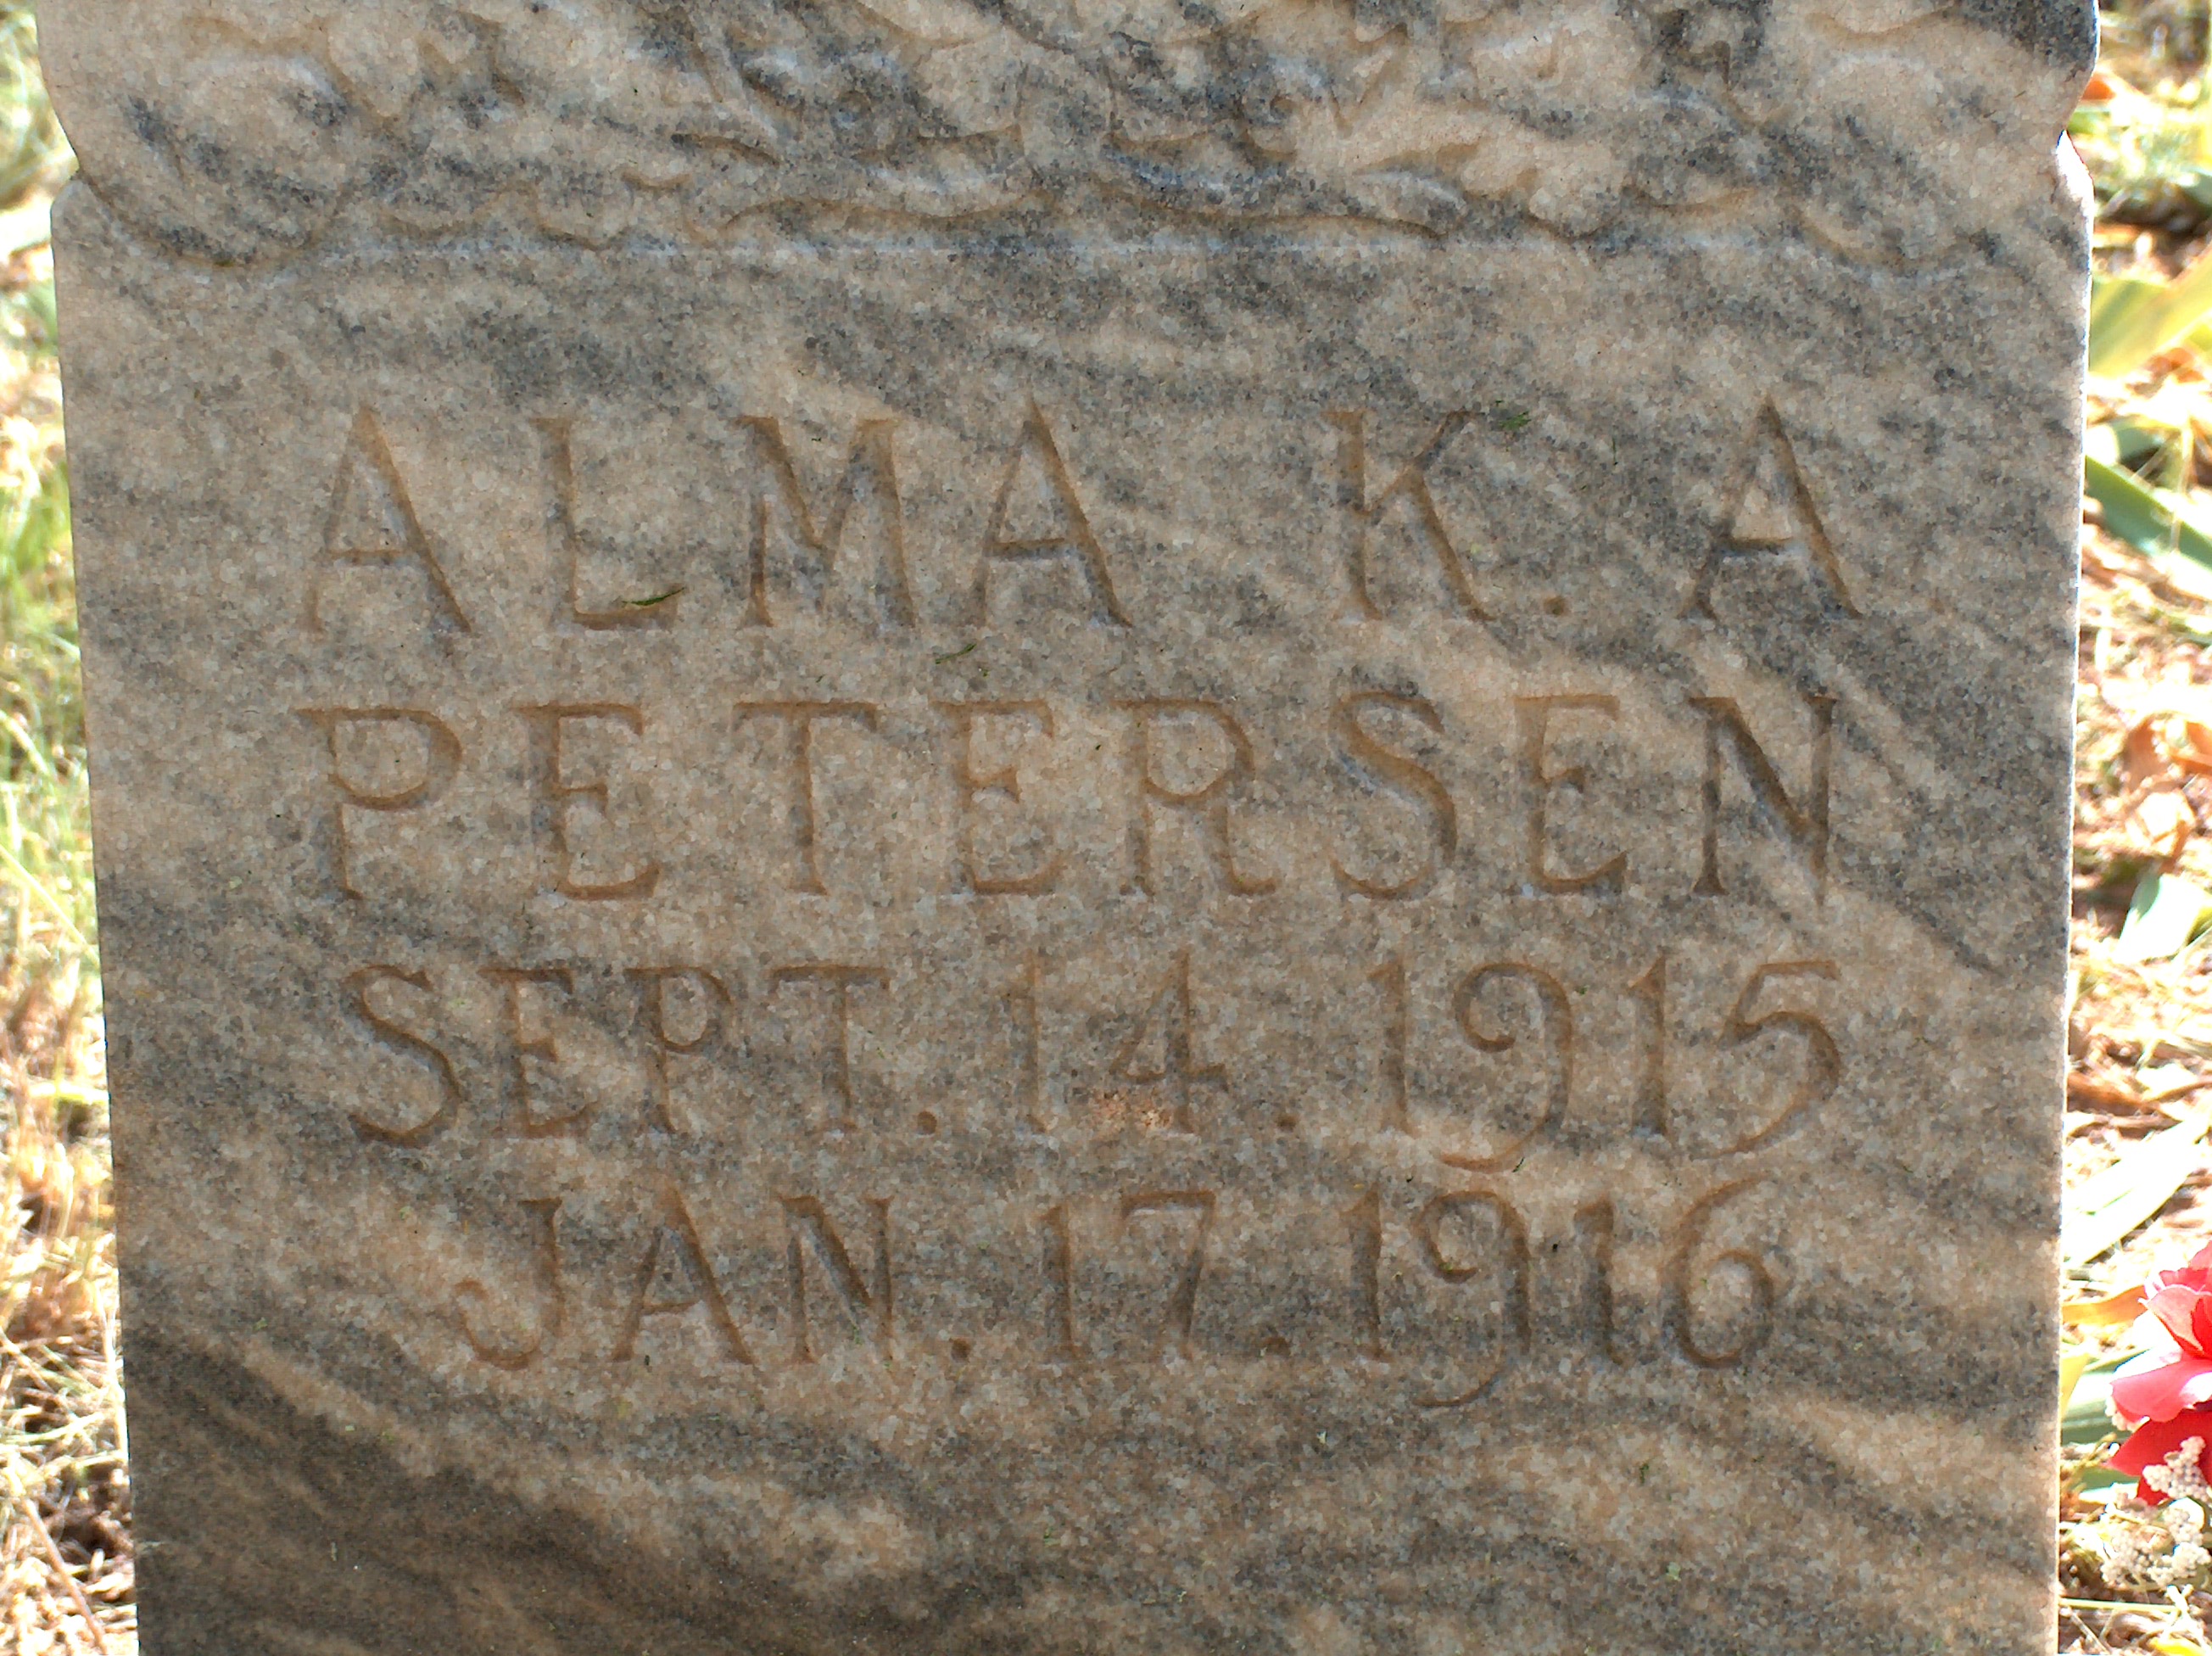 ALMA K. A.
PETERSEN
SEPT. 14. 1915
JAN. 17. 1916